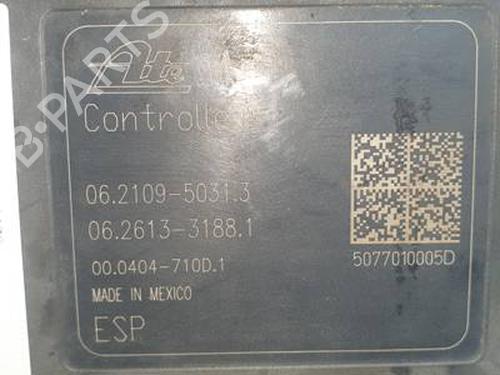 Ate
Controller
06.2109-5031.3
06.2613-3188.1
00.0404-710D.1
5077010005D
MADE IN MEXICO
ESP
B-PARTS